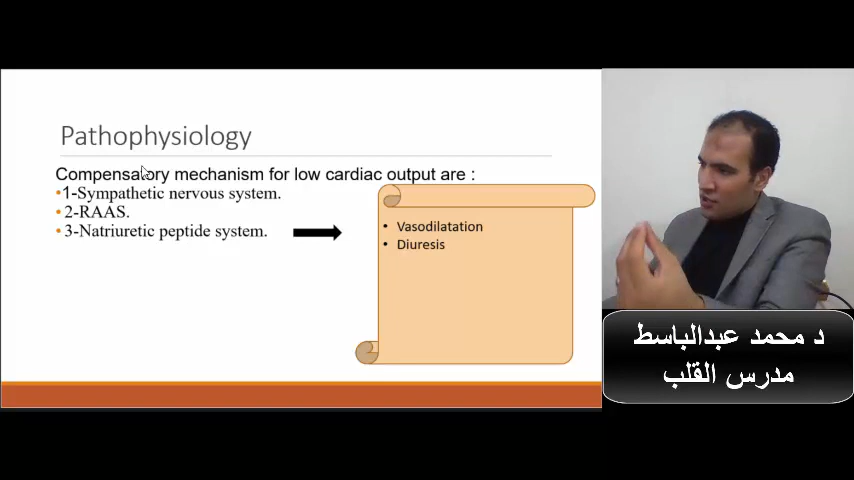 Pathophysiology
Compensatory mechanism for low cardiac output are :
•1-Sympathetic nervous system.
•2-RAAS.
•3-Natriuretic peptide system.
• Vasodilatation
• Diuresis
د محمد عبدالباسط
مدرس القلب